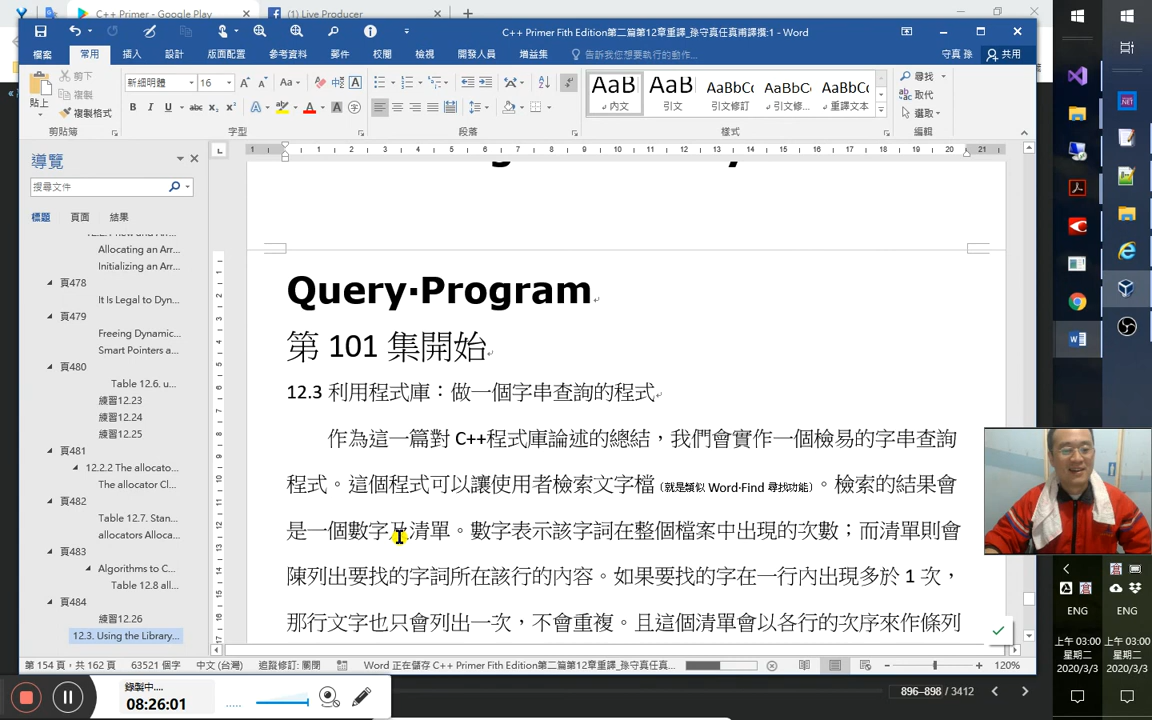 C++ Primer - Google Play
(1) Live Producer
C++ Primer Fith Edition第二篇第12章重譯_孫守真任真甫譯撰:1 - Word
檔案 常用 插入 設計 版面配置 參考資料 郵件 校閱 檢視 開發人員 增益集 告訴我您想要執行的動作... 守真 孫 共用
貼上 剪下
複製
複製格式
新細明體 16
AaB AaB AaBbCc AaBbCc AaBbC
內文 引文 引文修訂 引文修... 重譯文本
尋找
取代
選取
剪貼簿 字型 段落 樣式 編輯
導覽
搜尋文件
標題 頁面 結果
Allocating an Arr...
Initializing an Arr...
頁478
It Is Legal to Dyn...
頁479
Freeing Dynamic...
Smart Pointers a...
頁480
Table 12.6. u...
練習12.23
練習12.24
練習12.25
頁481
12.2.2 The allocato...
The allocator Cl...
頁482
Table 12.7. Stan...
allocators Alloca...
頁483
Algorithms to C...
Table 12.8 all...
頁484
練習12.26
12.3. Using the Library...
Query·Program
第 101 集開始
12.3 利用程式庫：做一個字串查詢的程式
作為這一篇對 C++程式庫論述的總結，我們會實作一個檢易的字串查詢
程式。這個程式可以讓使用者檢索文字檔（就是類似 Word·Find 尋找功能）。檢索的結果會
是一個數字及清單。數字表示該字詞在整個檔案中出現的次數；而清單則會
陳列出要找的字詞所在該行的內容。如果要找的字在一行內出現多於 1 次，
那行文字也只會列出一次，不會重複。且這個清單會以各行的次序來作條列
第 154 頁，共 162 頁 63521 個字 中文 (台灣) 追蹤修訂: 關閉 Word 正在儲存 C++ Primer Fith Edition第二篇第12章重譯_孫守真任真... 120%
錄製中....
08:26:01
896–898 / 3412
ENG ENG
上午 03:00 上午 03:00
星期二 星期二
2020/3/3 2020/3/3